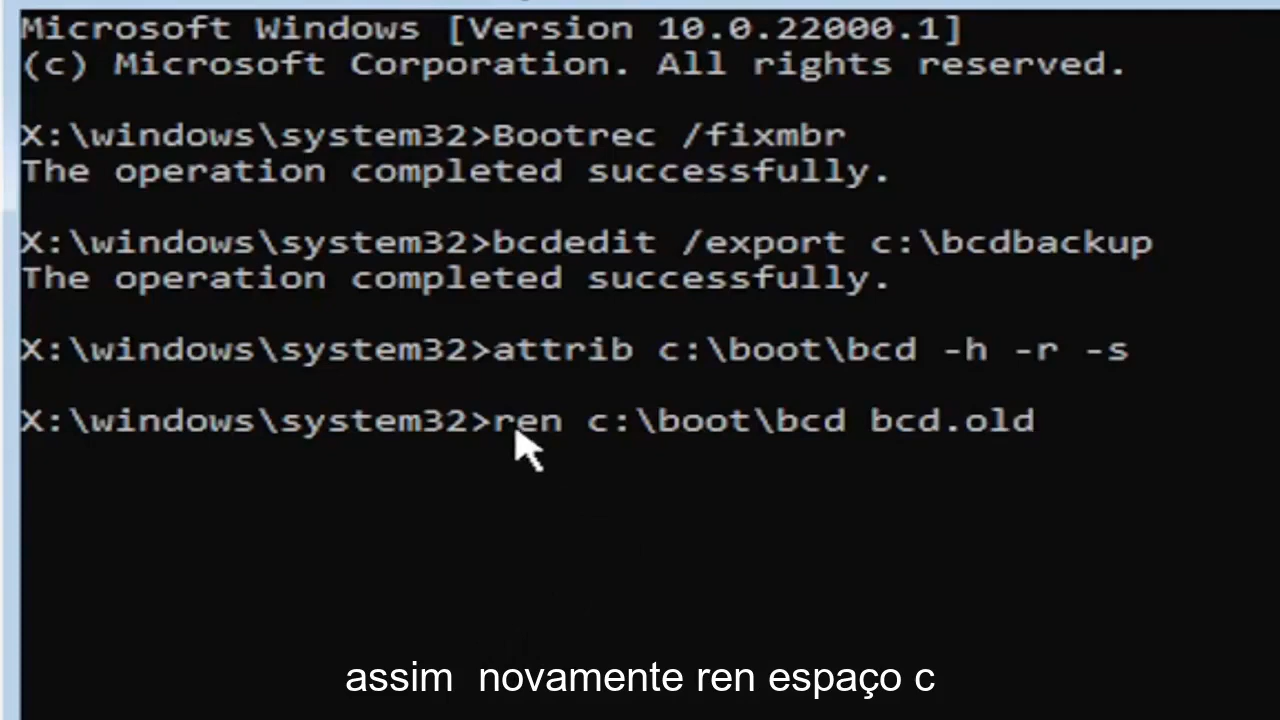 Microsoft Windows [Version 10.0.22000.1]
(c) Microsoft Corporation. All rights reserved.
X:\windows\system32>Bootrec /fixmbr
The operation completed successfully.
X:\windows\system32>bcdedit /export c:\bcdbackup
The operation completed successfully.
X:\windows\system32>attrib c:\boot\bcd -h -r -s
X:\windows\system32>ren c:\boot\bcd bcd.old
assim  novamente ren espaço c